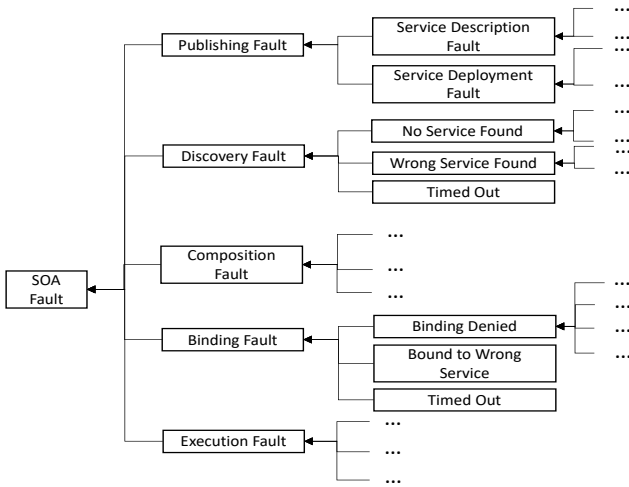 ...
Service Description
Fault
...
Publishing Fault
...
Service Deployment
Fault
...
...
No Service Found
...
Discovery Fault
Wrong Service Found
...
...
Timed Out
...
Composition
Fault
...
...
SOA
Fault
...
...
Binding Denied
...
...
Binding Fault
Bound to Wrong
Service
Timed Out
...
Execution Fault
...
...